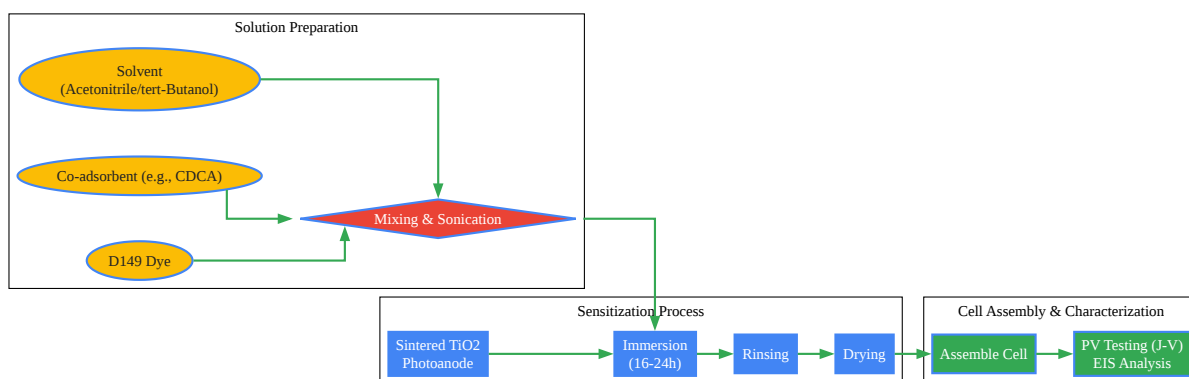 Solution Preparation
Solvent
(Acetonitrile/tert-Butanol)
Co-adsorbent (e.g., CDCA)
Mixing & Sonication
D149 Dye
Sensitization Process
Sintered TiO2
Photoanode
Immersion
(16-24h)
Rinsing
Drying
Cell Assembly & Characterization
Assemble Cell
PV Testing (J-V)
EIS Analysis